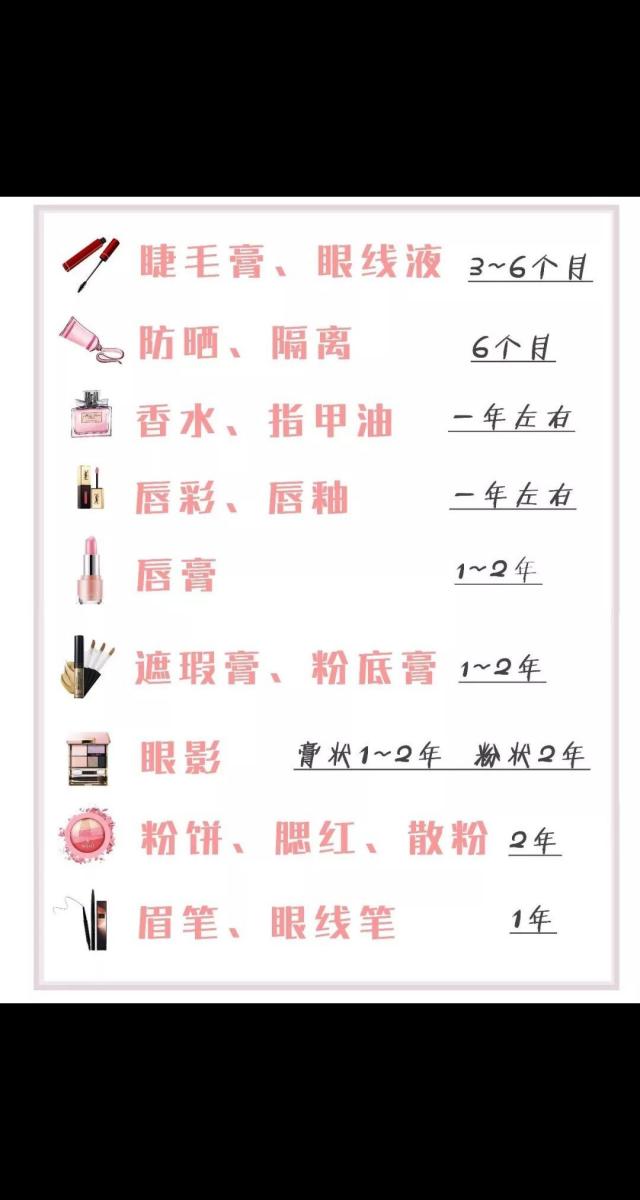 睫毛膏、眼线液 3~6个月
防晒、隔离 6个月
香水、指甲油 一年左右
唇彩、唇釉 一年左右
唇膏 1~2年
遮瑕膏、粉底膏 1~2年
眼影 膏状1~2年 粉状2年
粉饼、腮红、散粉 2年
眉笔、眼线笔 1年